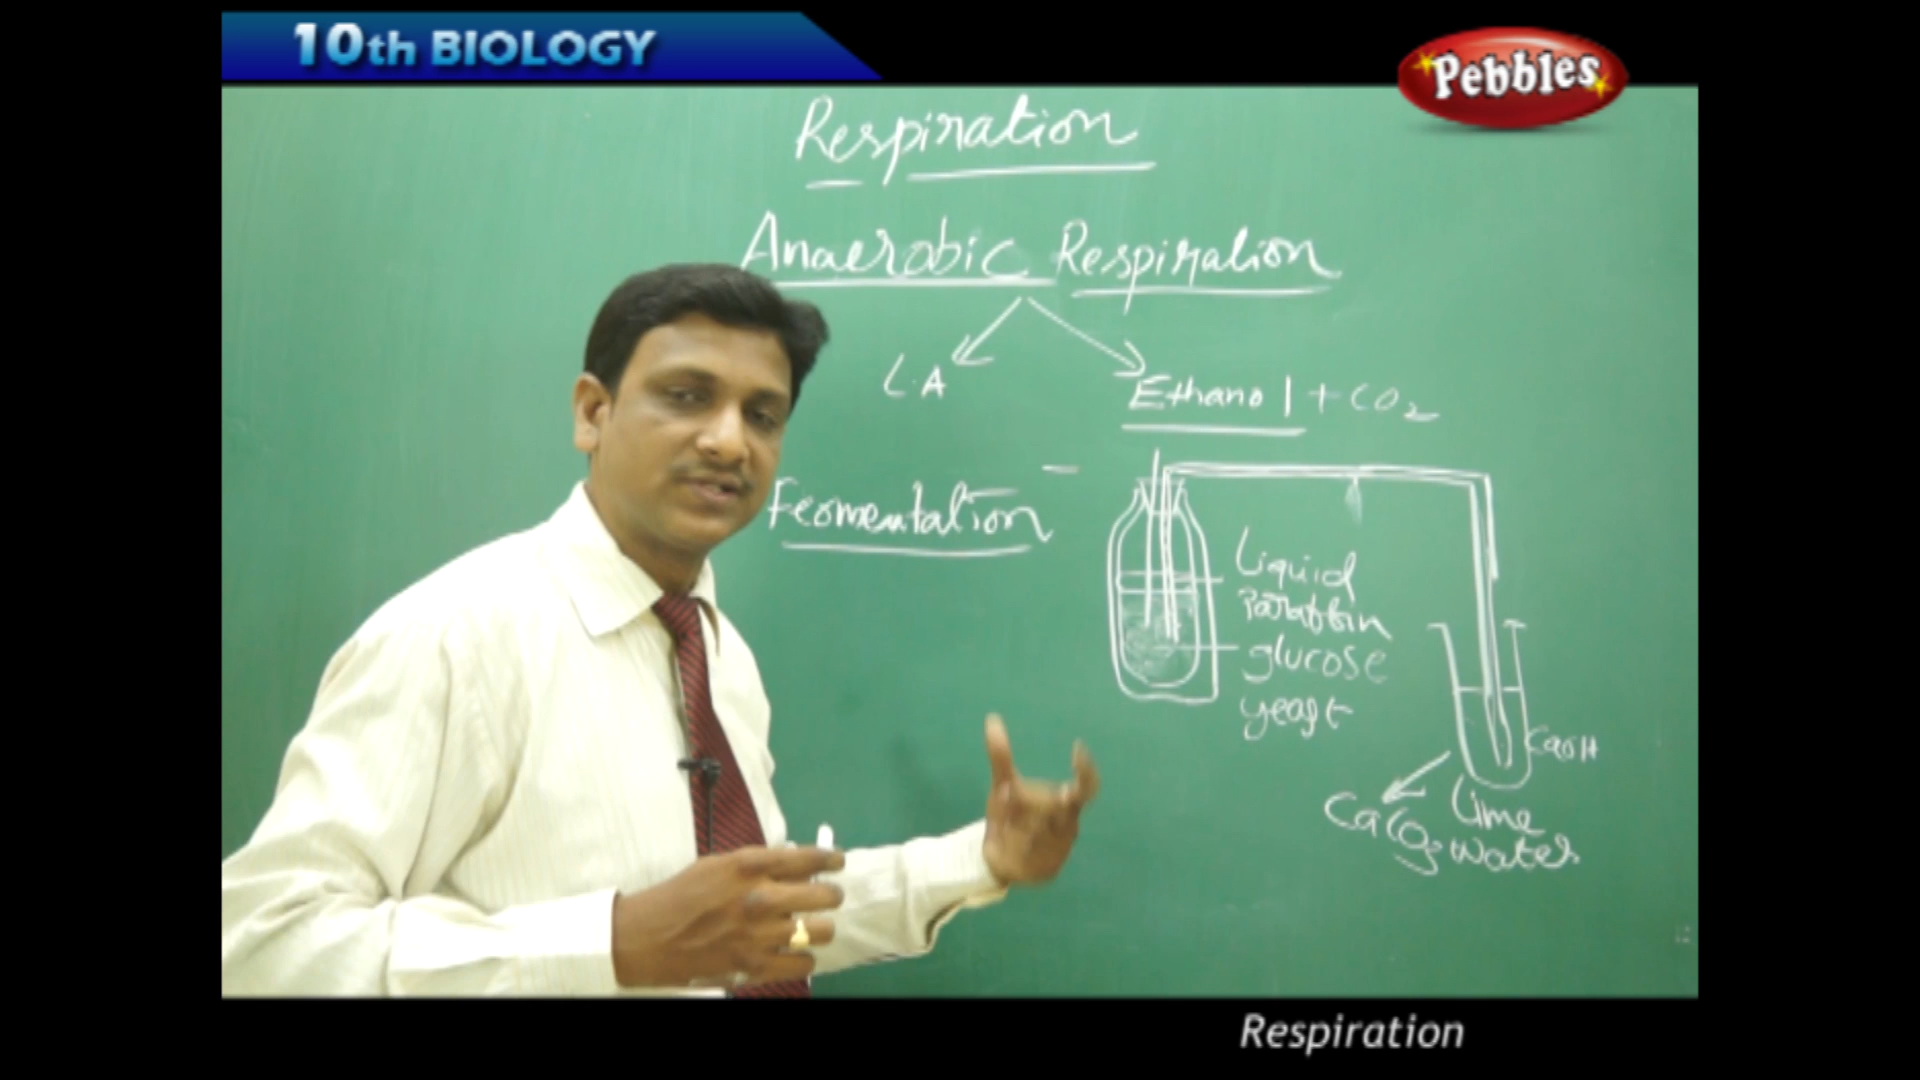 10th BIOLOGY
Pebbles
Respiration
Anaerobic Respiration
L.A
Ethanol + CO2
Fermentation
Liquid
Paraffin
glucose
yeast
CaOH
CaCO3
Lime
Water
Respiration